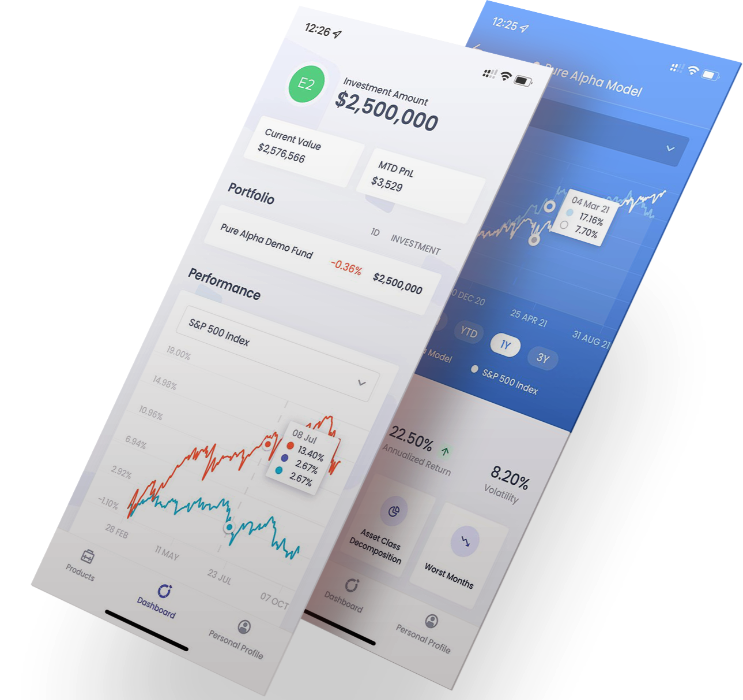 12:26
E2
Investment Amount
$2,500,000
Current Value
$2,576,566
MTD PnL
$3,529
Portfolio
1D INVESTMENT
Pure Alpha Demo Fund -0.36% $2,500,000
Performance
S&P 500 Index
19.00%
14.98%
10.96%
6.94%
2.92%
-1.10%
08 Jul
13.40%
2.67%
2.67%
28 FEB 11 MAY 23 JUL 07 OCT
Products Dashboard Personal Profile
12:25
Pure Alpha Model
04 Mar 21
17.16%
7.70%
DEC 20 25 APR 21 31 AUG 21
YTD 1Y 3Y
Model S&P 500 Index
22.50%
Annualized Return
8.20%
Volatility
Asset Class
Decomposition
Worst Months
Dashboard Personal Profile